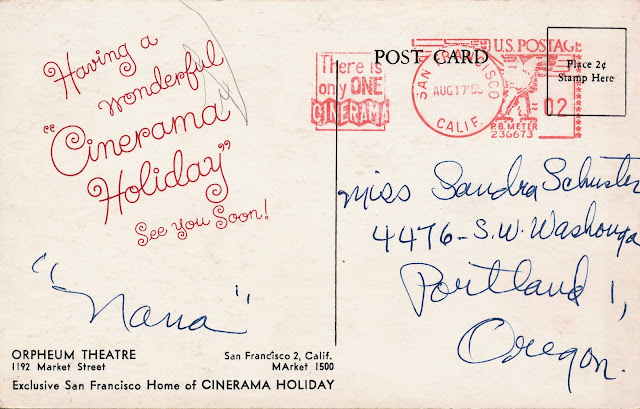 Having a
wonderful
"Cinerama
Holiday"
See you Soon!
"Nana"
ORPHEUM THEATRE
1192 Market Street
San Francisco 2, Calif.
MArket 1500
Exclusive San Francisco Home of CINERAMA HOLIDAY
There is
only ONE
CINERAMA
POST CARD
SAN FRANCISCO
AUG 17 '55
CALIF.
U.S. POSTAGE
02
P.B. METER
236673
Place 2¢
Stamp Here
Miss Sandra Schuster
4476 - S.W. Washouga
Portland 1,
Oregon.